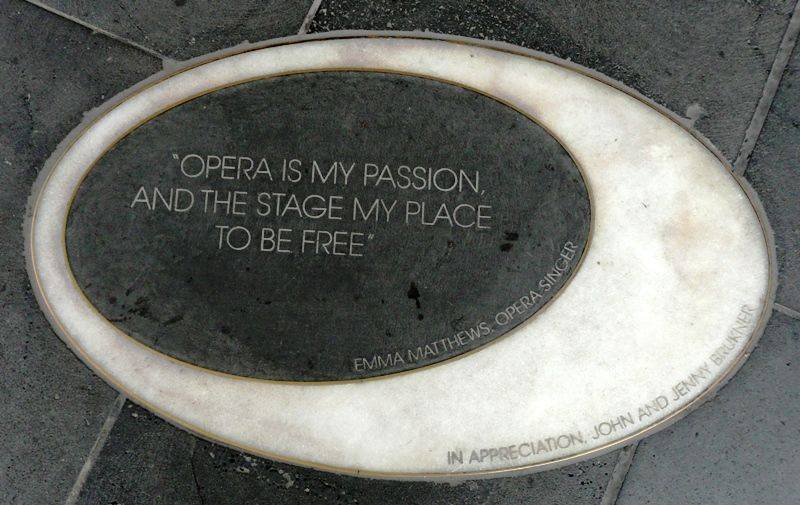 "OPERA IS MY PASSION,
AND THE STAGE MY PLACE
TO BE FREE"
EMMA MATTHEWS, OPERA SINGER
IN APPRECIATION, JOHN AND JENNY BRUKNER